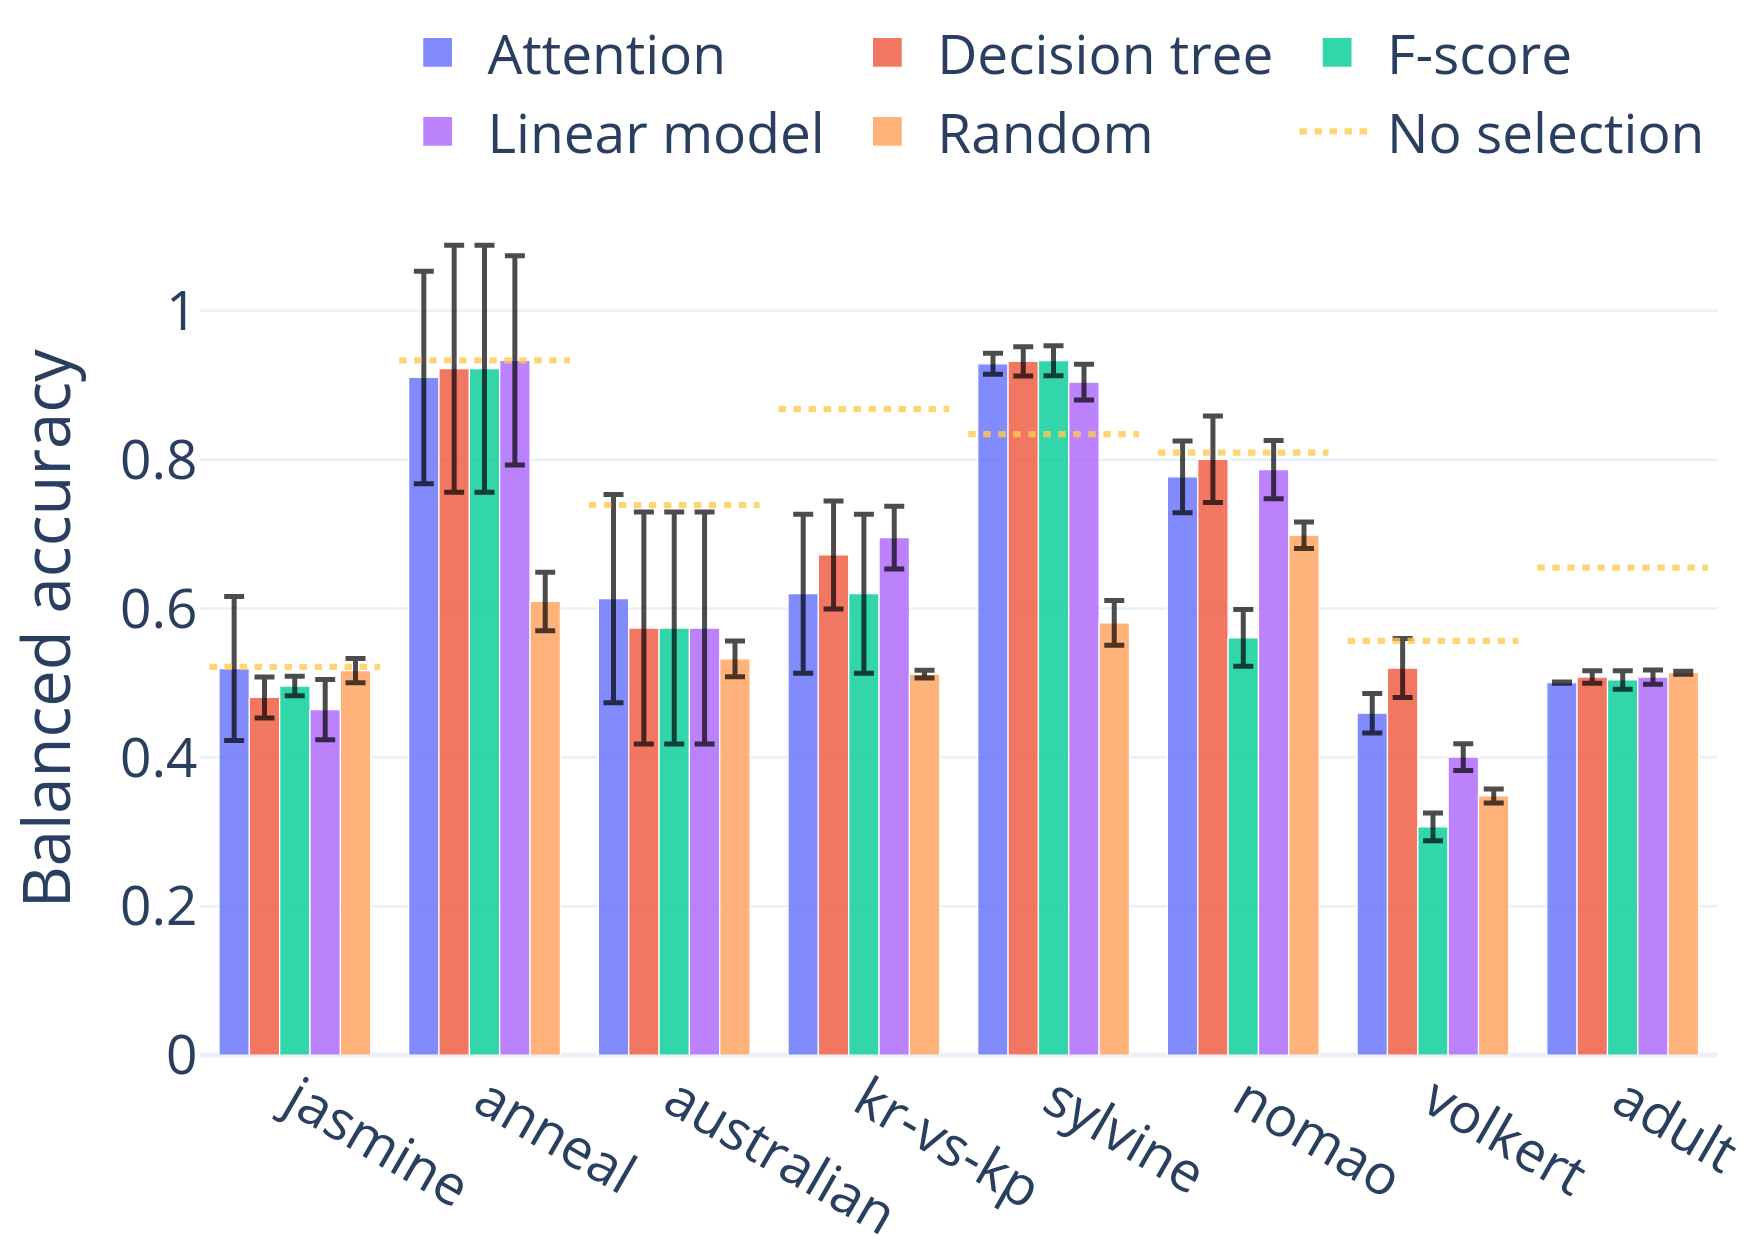 Attention Decision tree F-score
Linear model Random No selection
Balanced accuracy
1
0.8
0.6
0.4
0.2
0
jasmine anneal australian kr-vs-kp sylvine nomao volkert adult